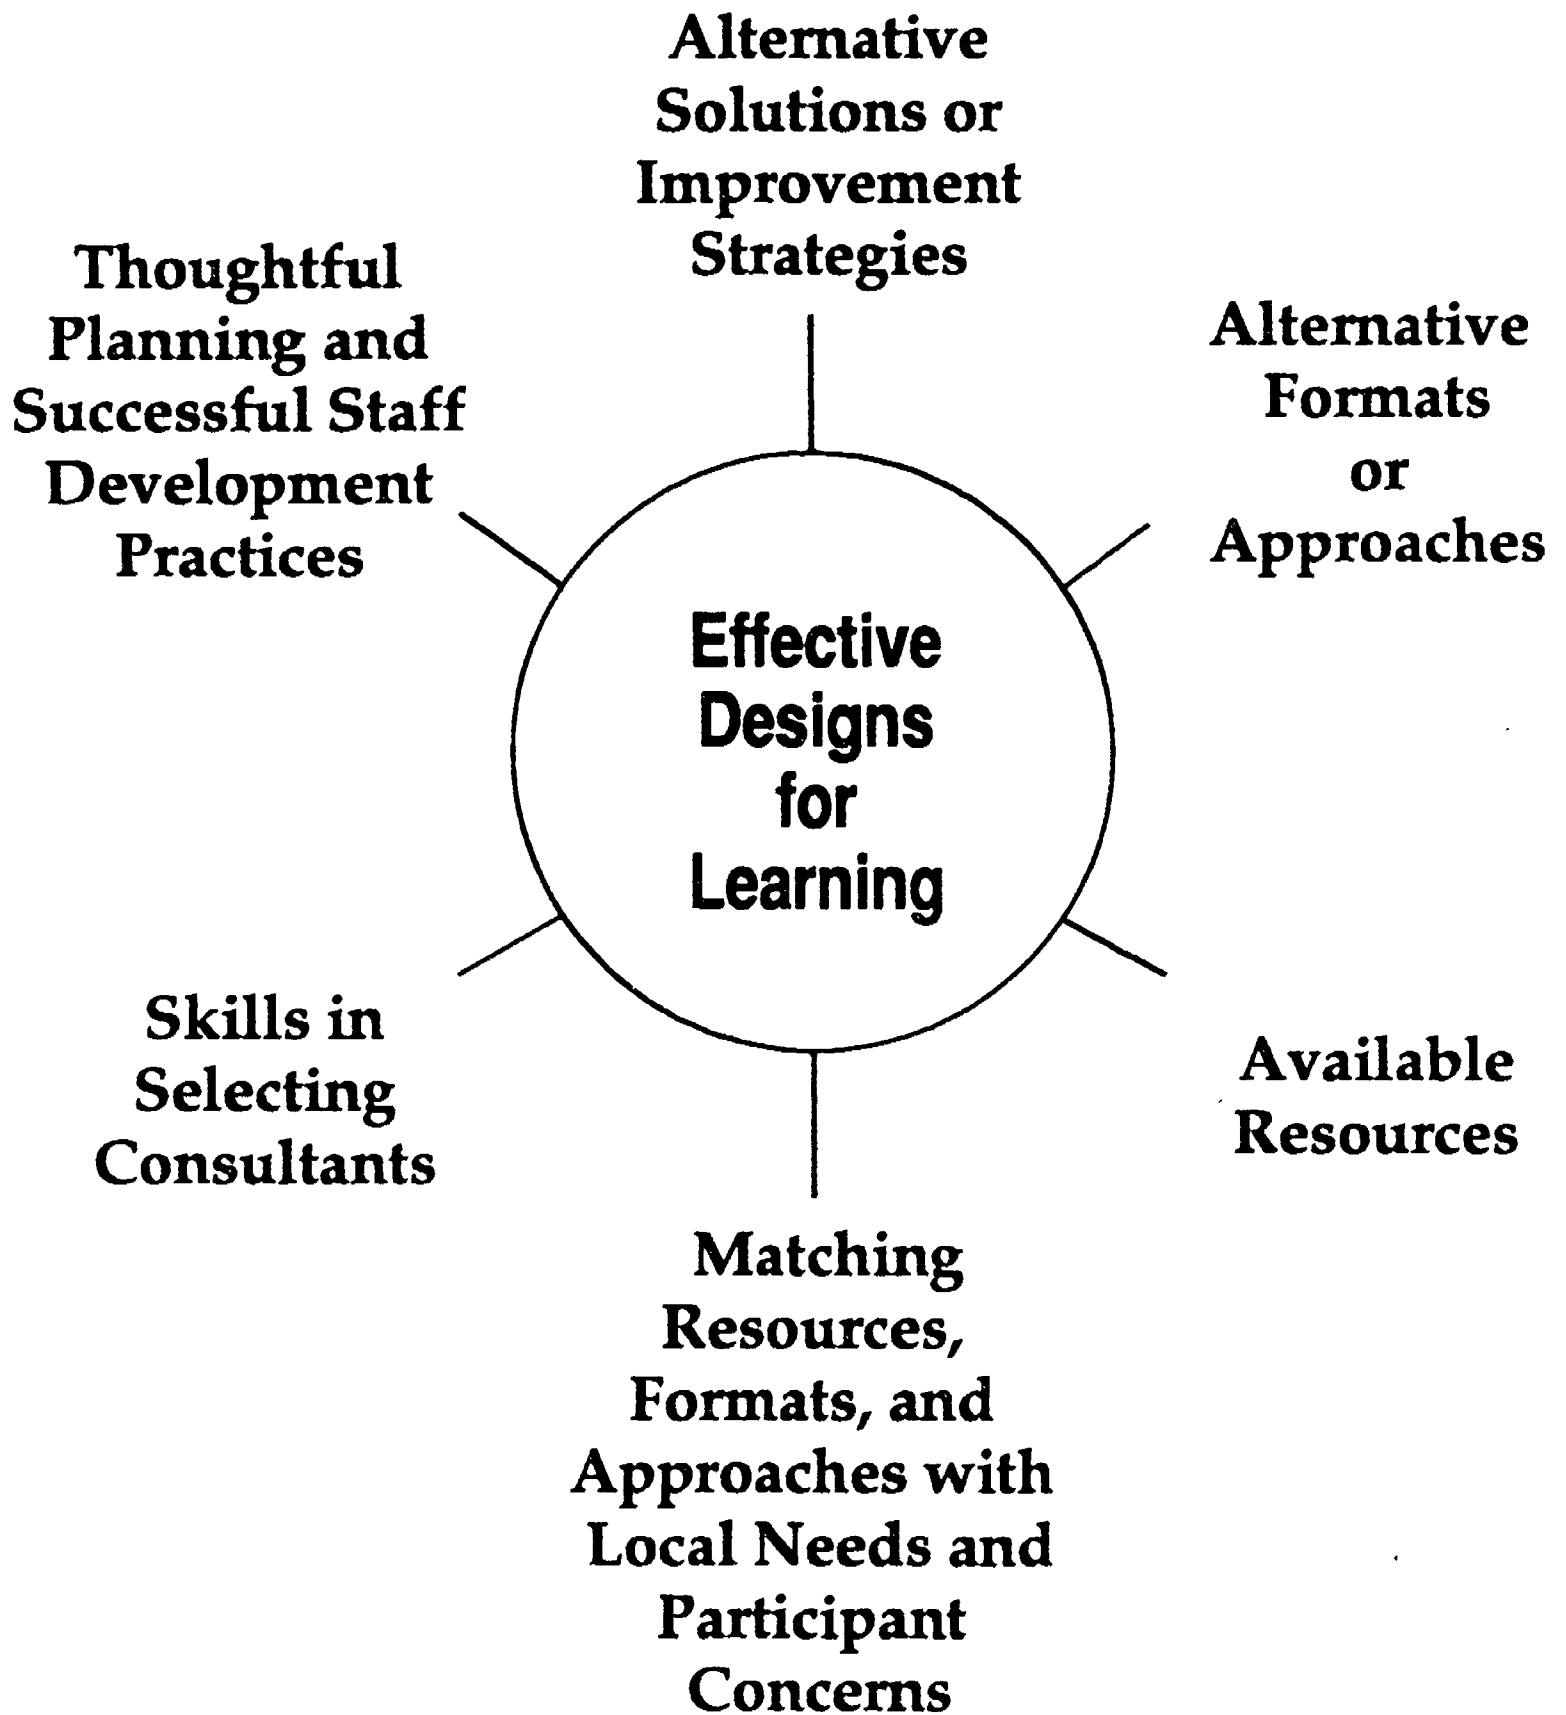 Alternative
Solutions or
Improvement
Strategies
Thoughtful
Planning and
Successful Staff
Development
Practices
Alternative
Formats
or
Approaches
Effective
Designs
for
Learning
Skills in
Selecting
Consultants
Available
Resources
Matching
Resources,
Formats, and
Approaches with
Local Needs and
Participant
Concerns